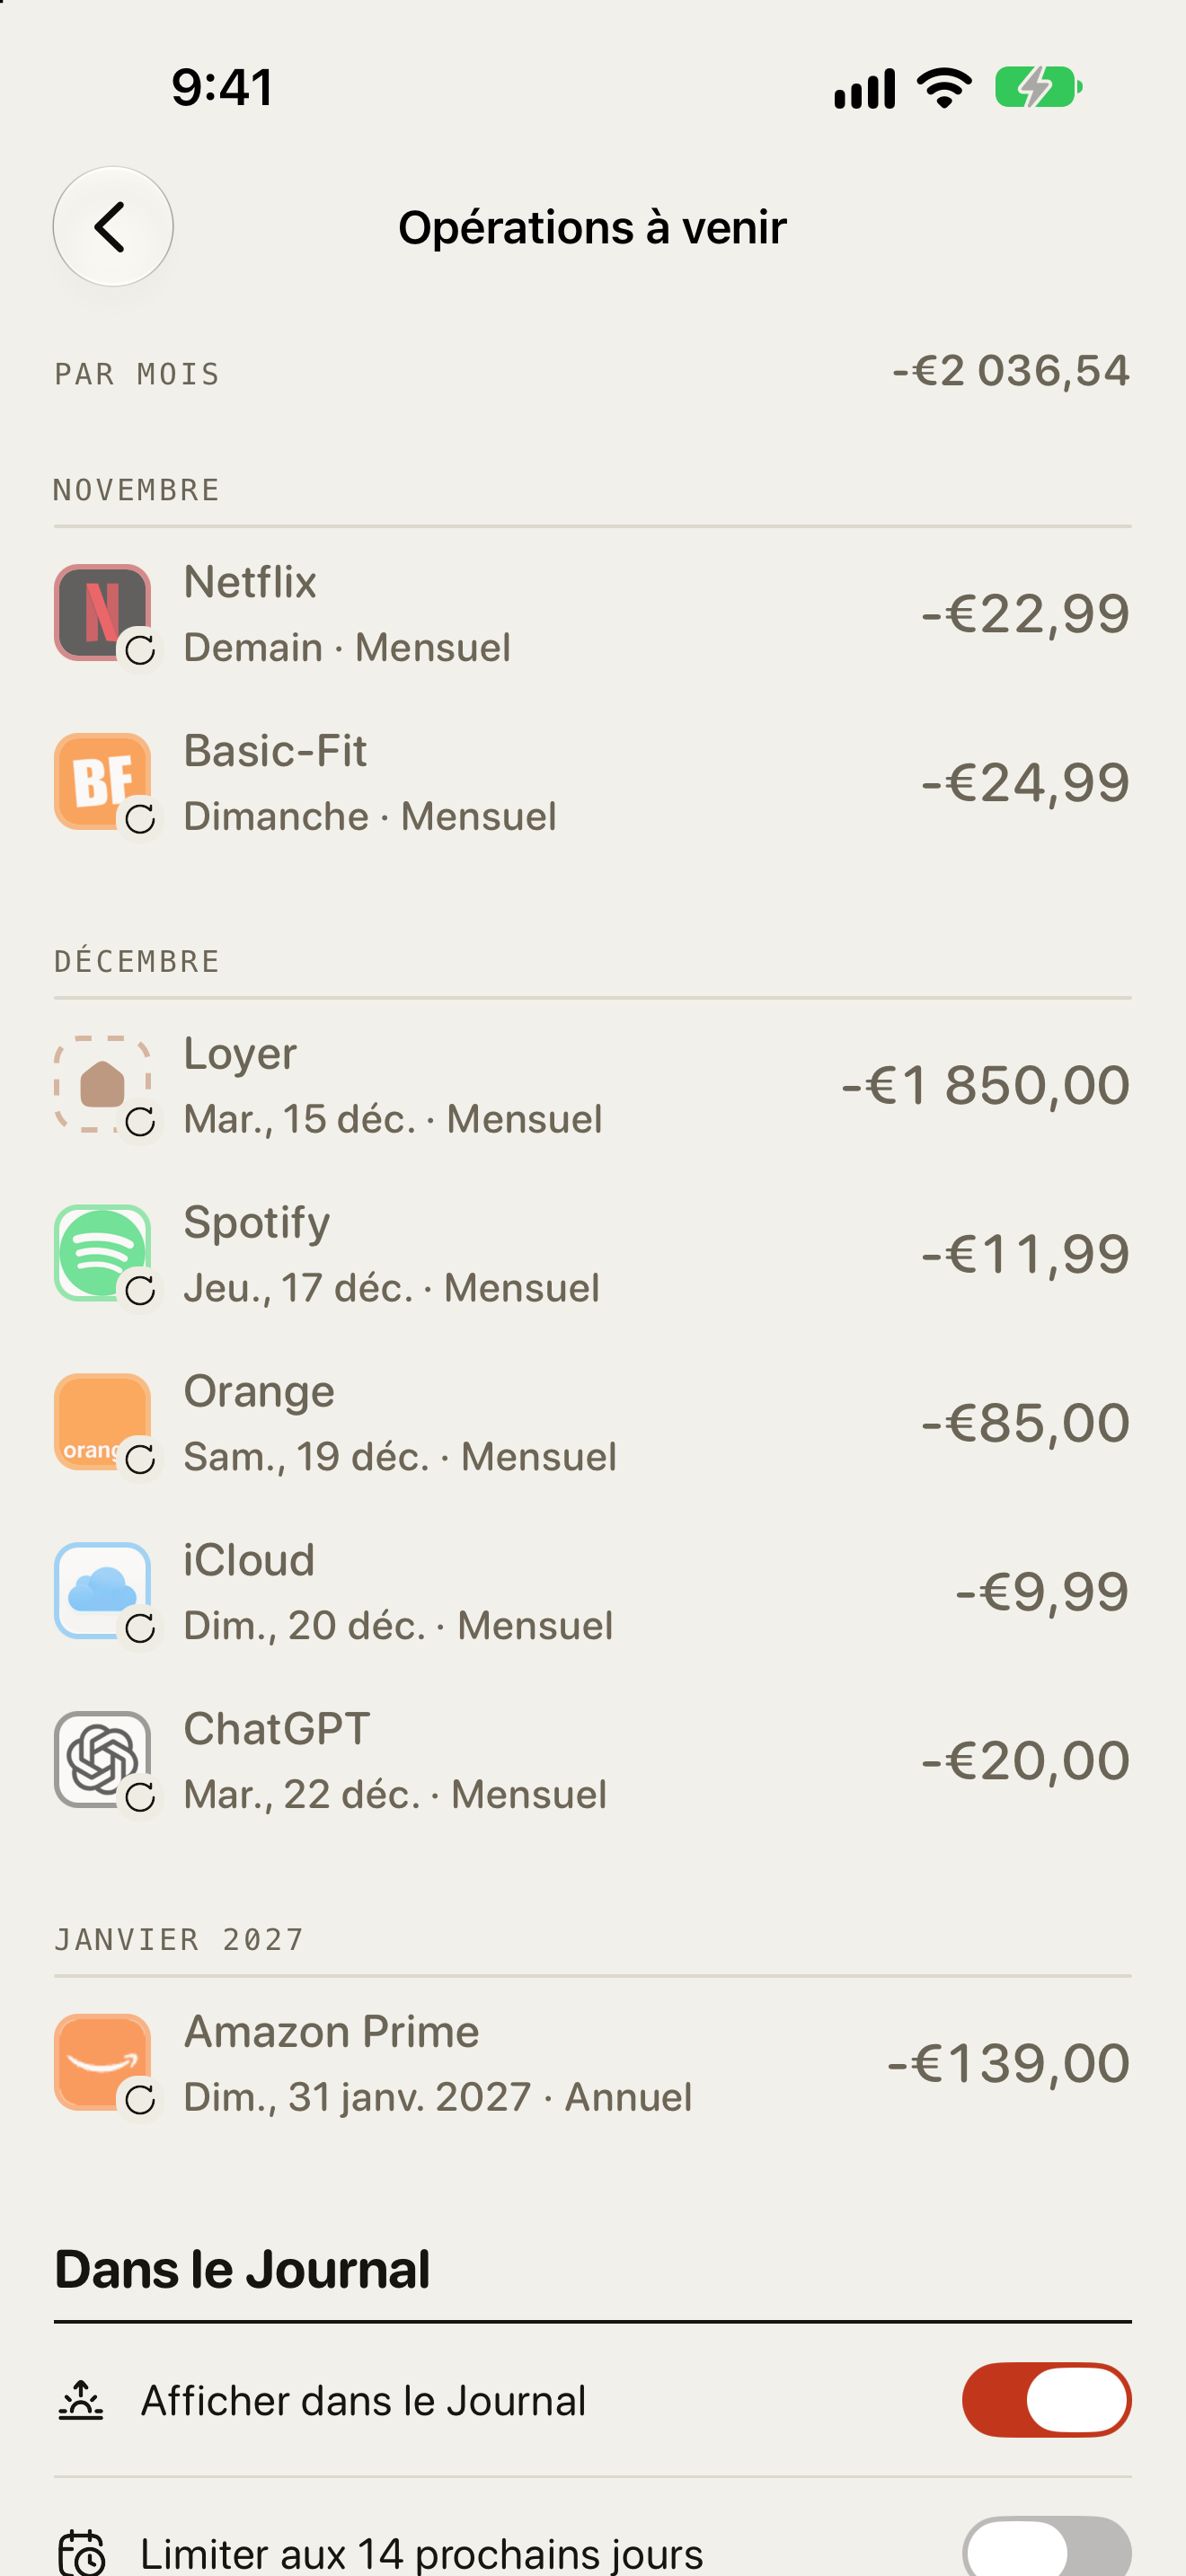 9:41
Opérations à venir
PAR MOIS
-€2 036,54
NOVEMBRE
N
Netflix
-€22,99
Demain · Mensuel
BF
Basic-Fit
-€24,99
Dimanche · Mensuel
DÉCEMBRE
Loyer
-€1 850,00
Mar., 15 déc. · Mensuel
Spotify
-€11,99
Jeu., 17 déc. · Mensuel
Orange
-€85,00
orang
Sam., 19 déc. · Mensuel
iCloud
-€9,99
Dim., 20 déc. · Mensuel
ChatGPT
-€20,00
Mar., 22 déc. · Mensuel
JANVIER 2027
Amazon Prime
-€139,00
Dim., 31 janv. 2027 · Annuel
Dans le Journal
Afficher dans le Journal
Limiter aux 14 prochains jours